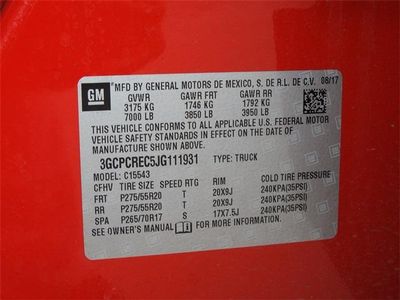 GM
MFD BY GENERAL MOTORS DE MEXICO, S. DE R.L. DE C.V. 08/17
GVWR GAWR FRT GAWR RR
3175 KG 1746 KG 1792 KG
7000 LB 3850 LB 3950 LB
THIS VEHICLE CONFORMS TO ALL APPLICABLE U.S. FEDERAL MOTOR
VEHICLE SAFETY STANDARDS IN EFFECT ON THE DATE OF
MANUFACTURE SHOWN ABOVE.
3GCPCREC5JG111931 TYPE: TRUCK
MODEL: C15543
CFHV TIRE SIZE SPEED RTG RIM COLD TIRE PRESSURE
FRT P275/55R20 T 20X9J 240KPA(35PSI)
RR P275/55R20 T 20X9J 240KPA(35PSI)
SPA P265/70R17 S 17X7.5J 240KPA(35PSI)
SEE OWNER'S MANUAL FOR MORE INFORMATION.